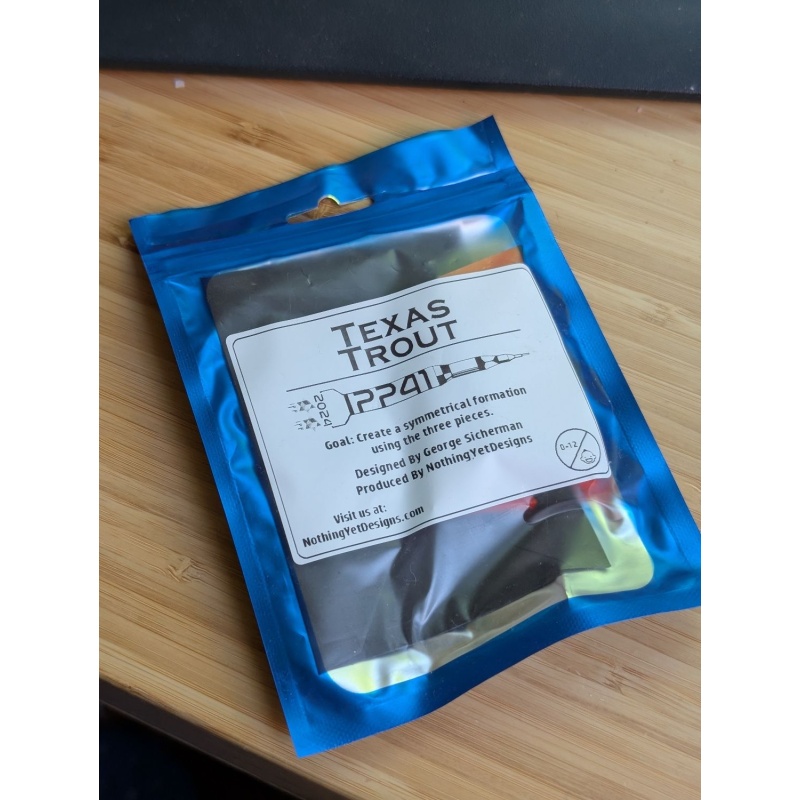 TEXAS
TROUT
2024
IPP41
Goal: Create a symmetrical formation
using the three pieces.
Designed By George Sicherman
Produced By NothingYetDesigns
0-12
Visit us at:
NothingYetDesigns.com